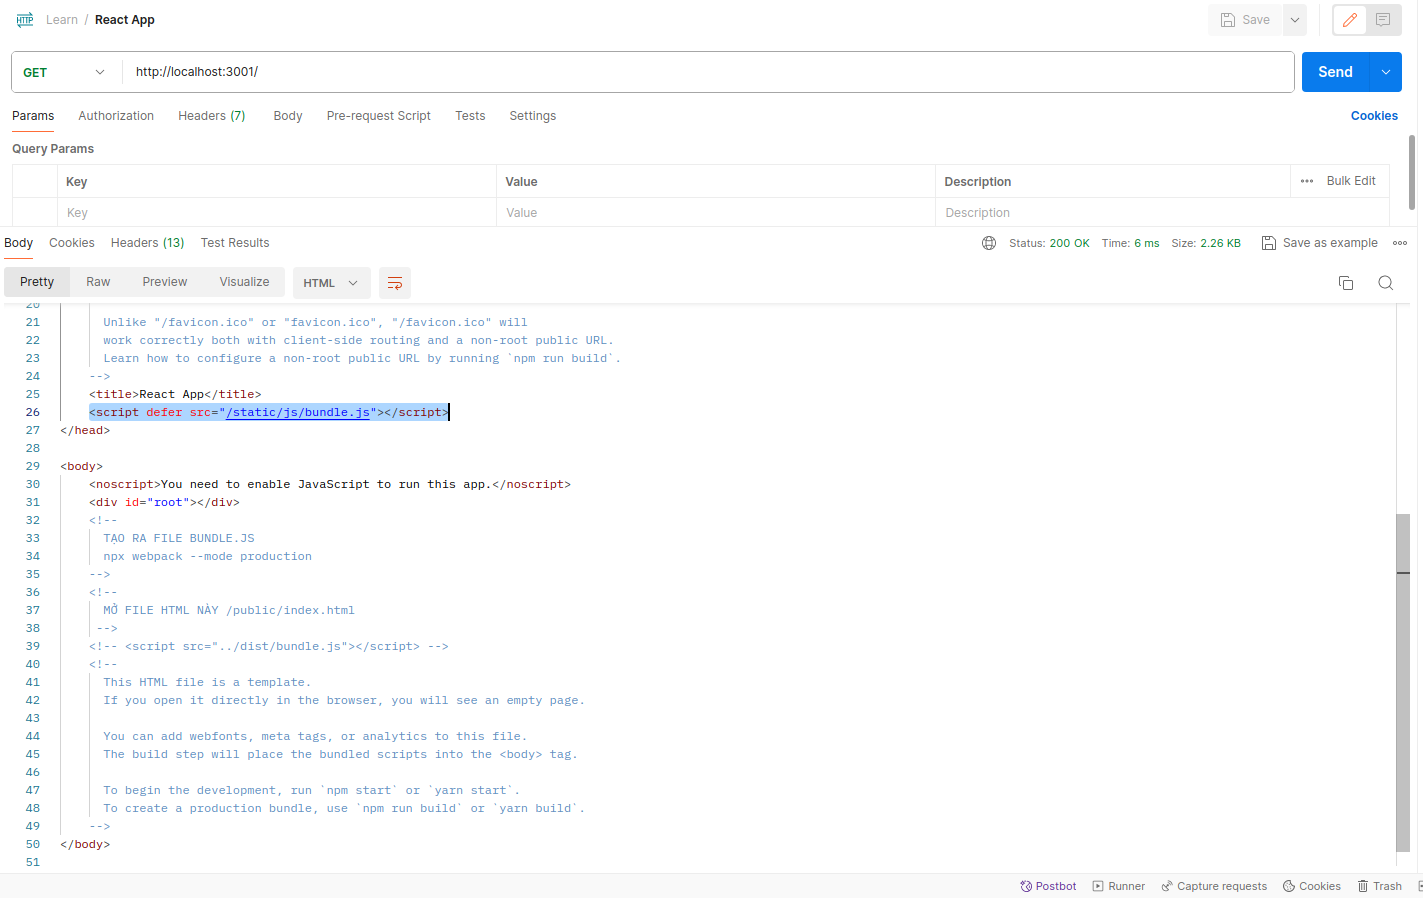 HTTP Learn / React App
Save
GET http://localhost:3001/ Send
Params Authorization Headers (7) Body Pre-request Script Tests Settings Cookies
Query Params
Key Value Description ••• Bulk Edit
Key Value Description
Body Cookies Headers (13) Test Results Status: 200 OK Time: 6 ms Size: 2.26 KB Save as example
Pretty Raw Preview Visualize HTML
20
21 Unlike "/favicon.ico" or "favicon.ico", "/favicon.ico" will
22 work correctly both with client-side routing and a non-root public URL.
23 Learn how to configure a non-root public URL by running `npm run build`.
24 -->
25 <title>React App</title>
26 <script defer src="/static/js/bundle.js"></script>
27 </head>
28
29 <body>
30 <noscript>You need to enable JavaScript to run this app.</noscript>
31 <div id="root"></div>
32 <!--
33 TẠO RA FILE BUNDLE.JS
34 npx webpack --mode production
35 -->
36 <!--
37 MỞ FILE HTML NÀY /public/index.html
38 -->
39 <!-- <script src="../dist/bundle.js"></script> -->
40 <!--
41 This HTML file is a template.
42 If you open it directly in the browser, you will see an empty page.
43
44 You can add webfonts, meta tags, or analytics to this file.
45 The build step will place the bundled scripts into the <body> tag.
46
47 To begin the development, run `npm start` or `yarn start`.
48 To create a production bundle, use `npm run build` or `yarn build`.
49 -->
50 </body>
51
Postbot Runner Capture requests Cookies Trash